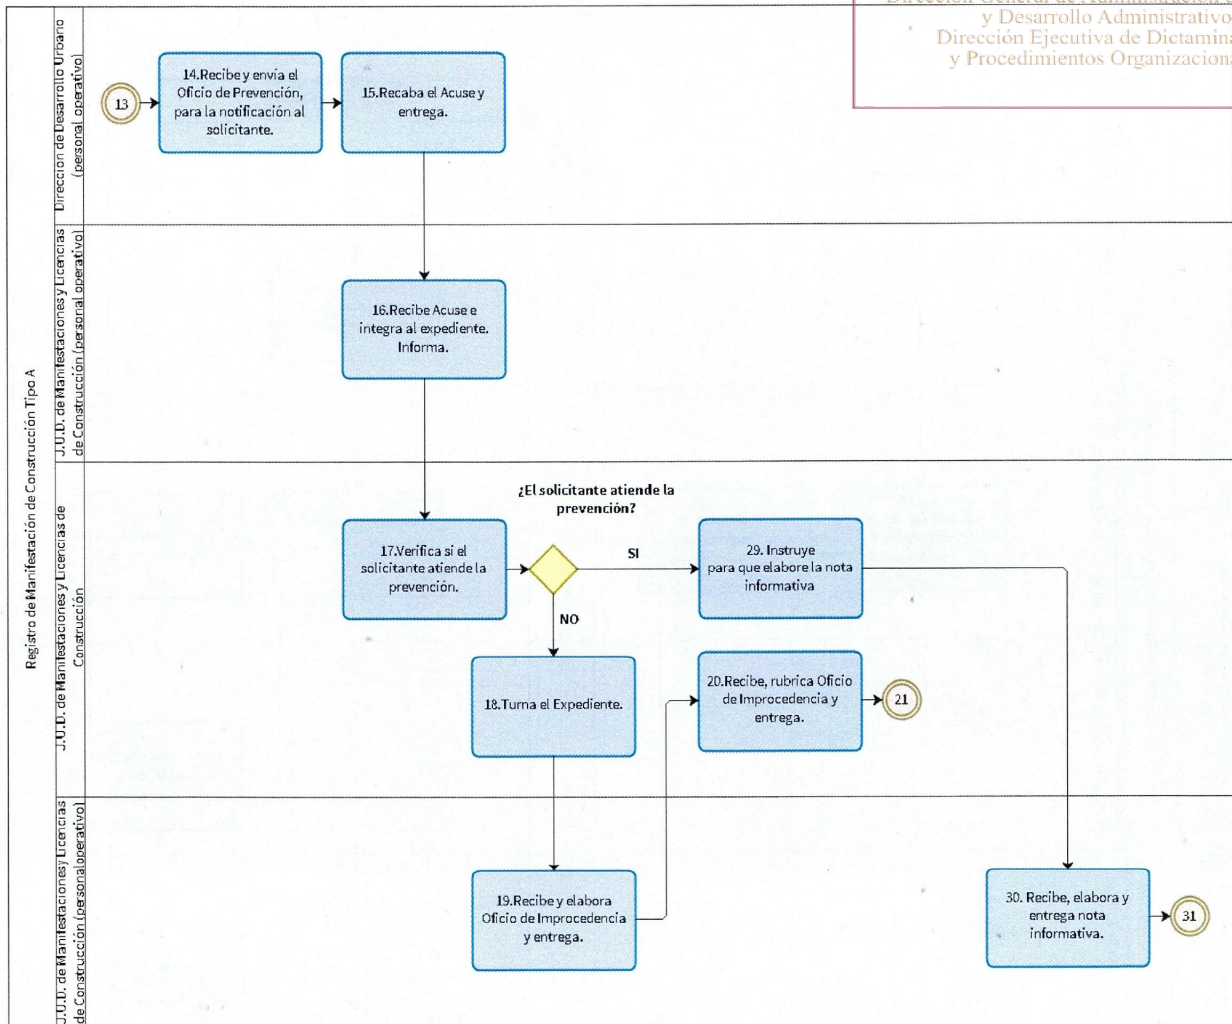 Dirección General de Administración
y Desarrollo Administrativo
Dirección Ejecutiva de
y Procedimientos
Registro de Manifestación de Construcción Tipo A
Direccion de Desarrollo Urbano
(personal operativo)
13
14.Recibe y envía el
Oficio de Prevención,
para la notificación al
solicitante.
15.Recaba el Acuse y
entrega.
J.U.D. de Manifestaciones y Licencias
de Construcción (personal operativo)
16.Recibe Acuse e
integra al expediente.
Informa.
J.U.D. de Manifestaciones y Licencias de
Construcción
¿El solicitante atiende la
prevención?
17.Verifica si el
solicitante atiende la
prevención.
SI
29. Instruye
para que elabore la nota
informativa
NO
18.Turna el Expediente.
20.Recibe, rubrica Oficio
de Improcedencia y
entrega.
21
J.U.D. de Manifestaciones y Licencias
de Construcción (personal operativo)
19.Recibe y elabora
Oficio de Improcedencia
y entrega.
30. Recibe, elabora y
entrega nota
informativa.
31